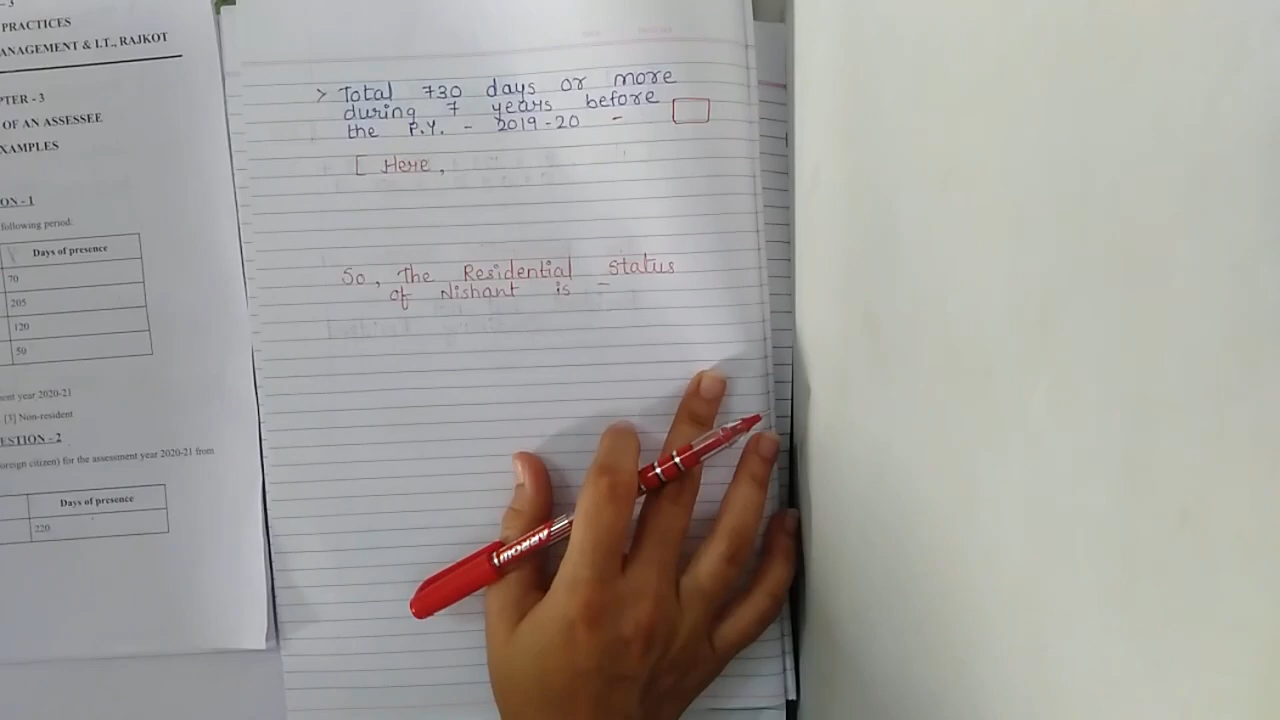 - 3
PRACTICES
ANAGEMENT & I.T., RAJKOT
PTER - 3
OF AN ASSESSEE
XAMPLES
ON - 1
following period:
Days of presence
70
205
120
50
ent year 2020-21
[3] Non-resident
ESTION - 2
oreign citizen) for the assessment year 2020-21 from
Days of presence
220
> Total 730 days or more
during 7 years before
the P.Y. - 2019-20 -
[ Here,
So, the Residential status
of Nishant is -
ARROW